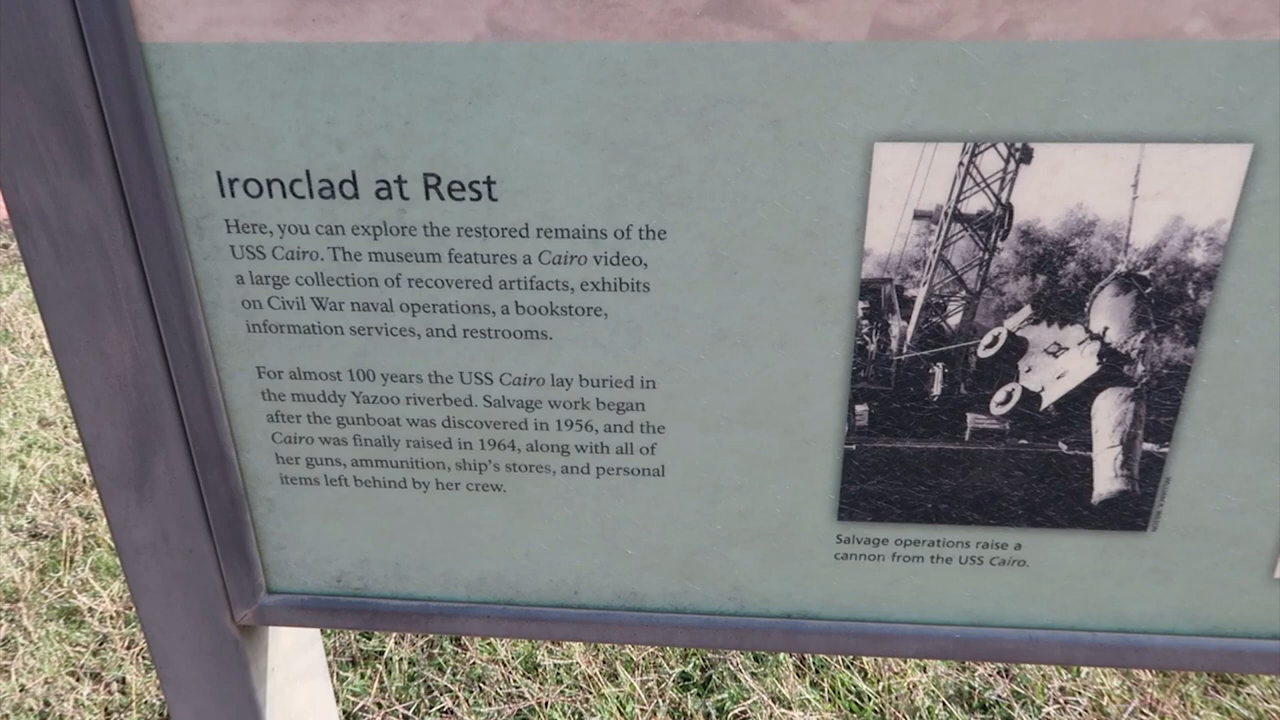 Ironclad at Rest
Here, you can explore the restored remains of the
USS Cairo. The museum features a Cairo video,
a large collection of recovered artifacts, exhibits
on Civil War naval operations, a bookstore,
information services, and restrooms.
For almost 100 years the USS Cairo lay buried in
the muddy Yazoo riverbed. Salvage work began
after the gunboat was discovered in 1956, and the
Cairo was finally raised in 1964, along with all of
her guns, ammunition, ship's stores, and personal
items left behind by her crew.
Salvage operations raise a
cannon from the USS Cairo.